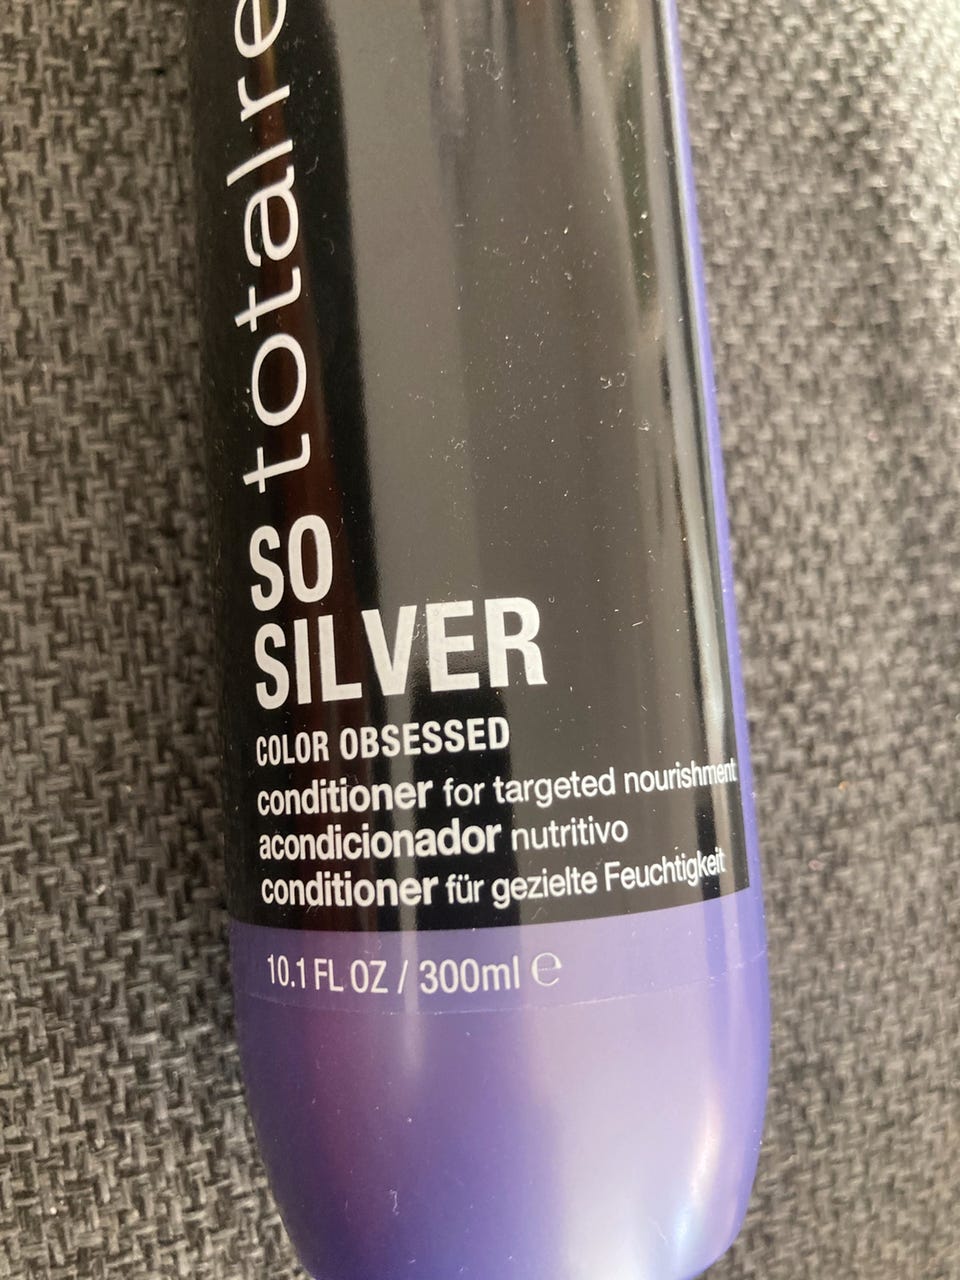 totalre
SO
SILVER
COLOR OBSESSED
conditioner for targeted nourishment
acondicionador nutritivo
conditioner für gezielte Feuchtigkeit
10.1 FL OZ / 300ml ℮